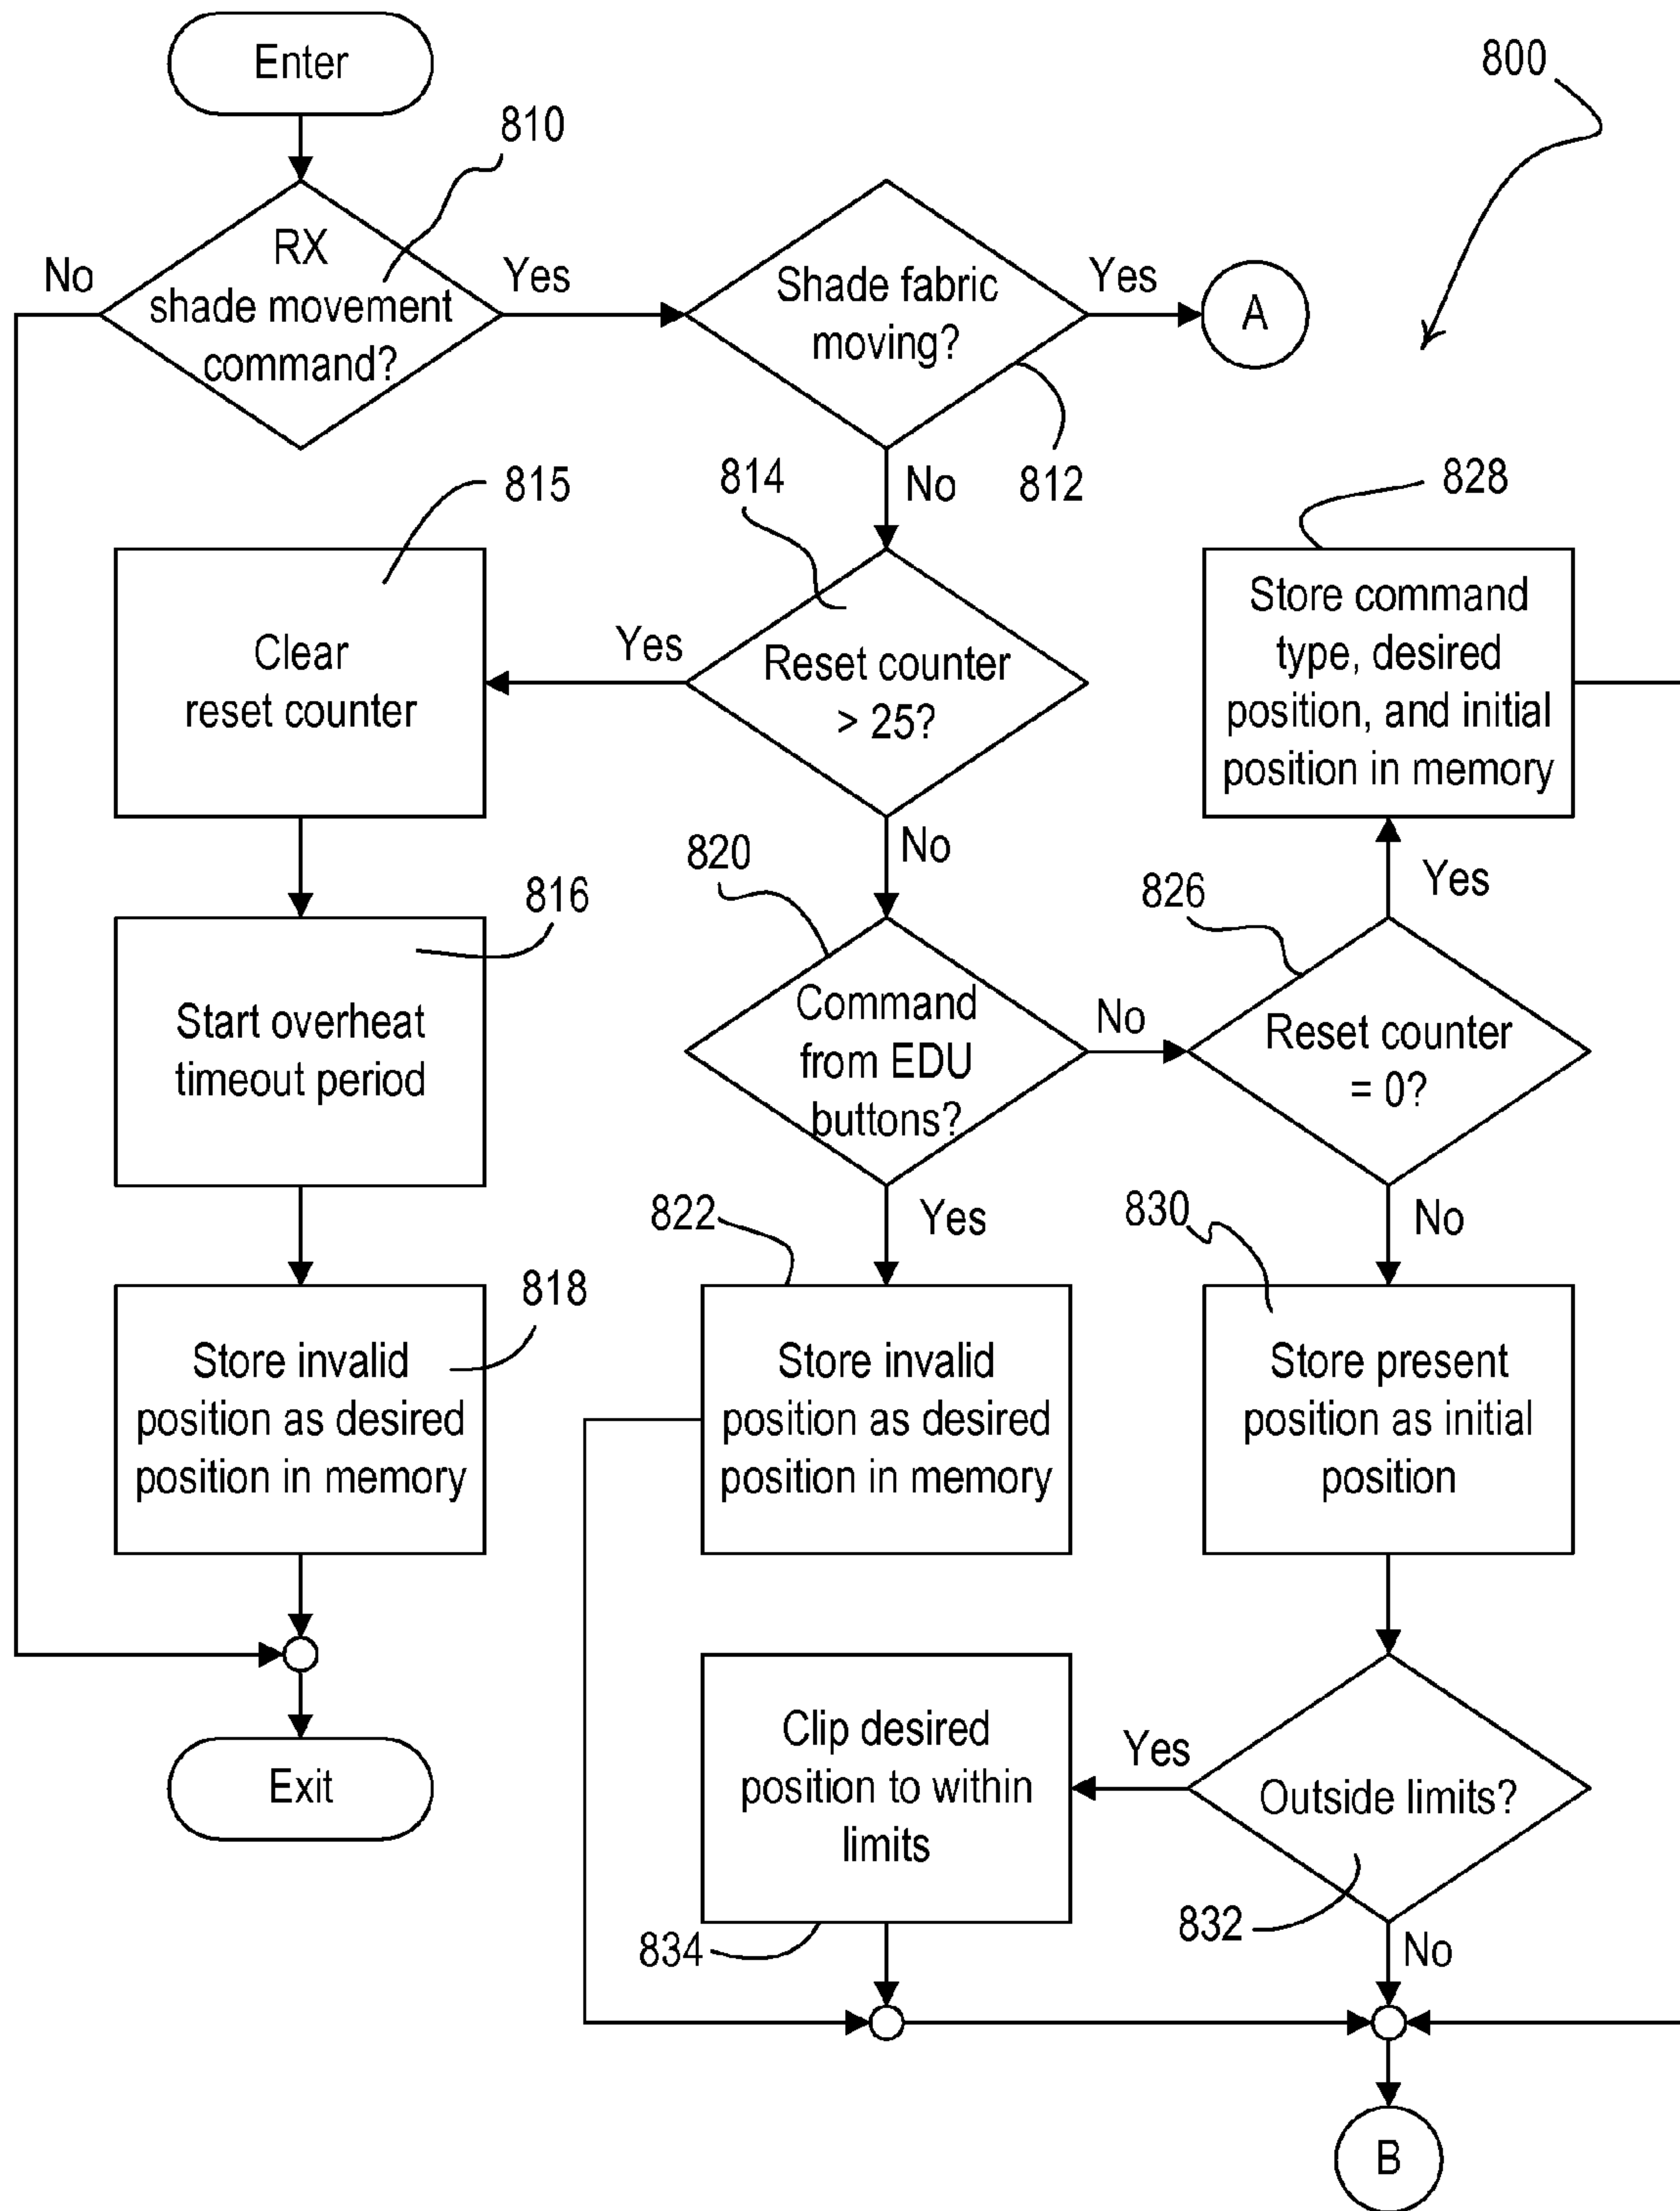 Enter
800
810
RX
shade movement
command?
No
Yes
Shade fabric
moving?
Yes
A
812
No
814
815
828
Clear
reset counter
Yes
Reset counter
> 25?
Store command
type, desired
position, and initial
position in memory
No
820
Yes
826
816
Start overheat
timeout period
Command
from EDU
buttons?
No
Reset counter
= 0?
822
Yes
830
No
818
Store invalid
position as desired
position in memory
Store invalid
position as desired
position in memory
Store present
position as initial
position
Exit
Clip desired
position to within
limits
Yes
Outside limits?
834
832
No
B